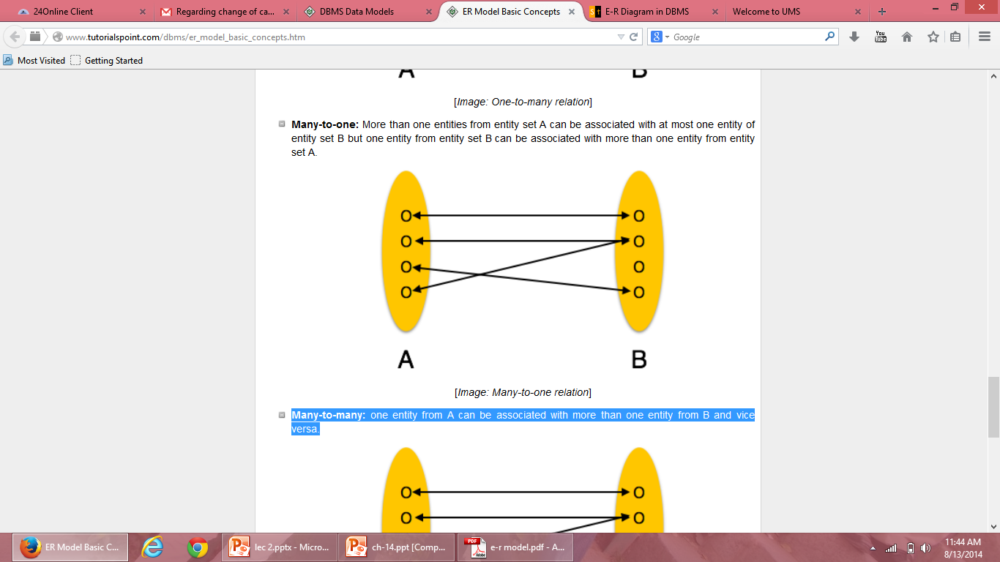 24Online Client
Regarding change of ca...
DBMS Data Models
ER Model Basic Concepts
E-R Diagram in DBMS
Welcome to UMS
www.tutorialspoint.com/dbms/er_model_basic_concepts.htm
Google
You Tube
Most Visited
Getting Started
A B
[Image: One-to-many relation]
Many-to-one: More than one entities from entity set A can be associated with at most one entity of
entity set B but one entity from entity set B can be associated with more than one entity from entity
set A.
O O
O O
O O
O O
A B
[Image: Many-to-one relation]
Many-to-many: one entity from A can be associated with more than one entity from B and vice
versa.
O O
O O
ER Model Basic C...
lec 2.pptx - Micro...
ch-14.ppt [Comp...
e-r model.pdf - A...
11:44 AM
8/13/2014